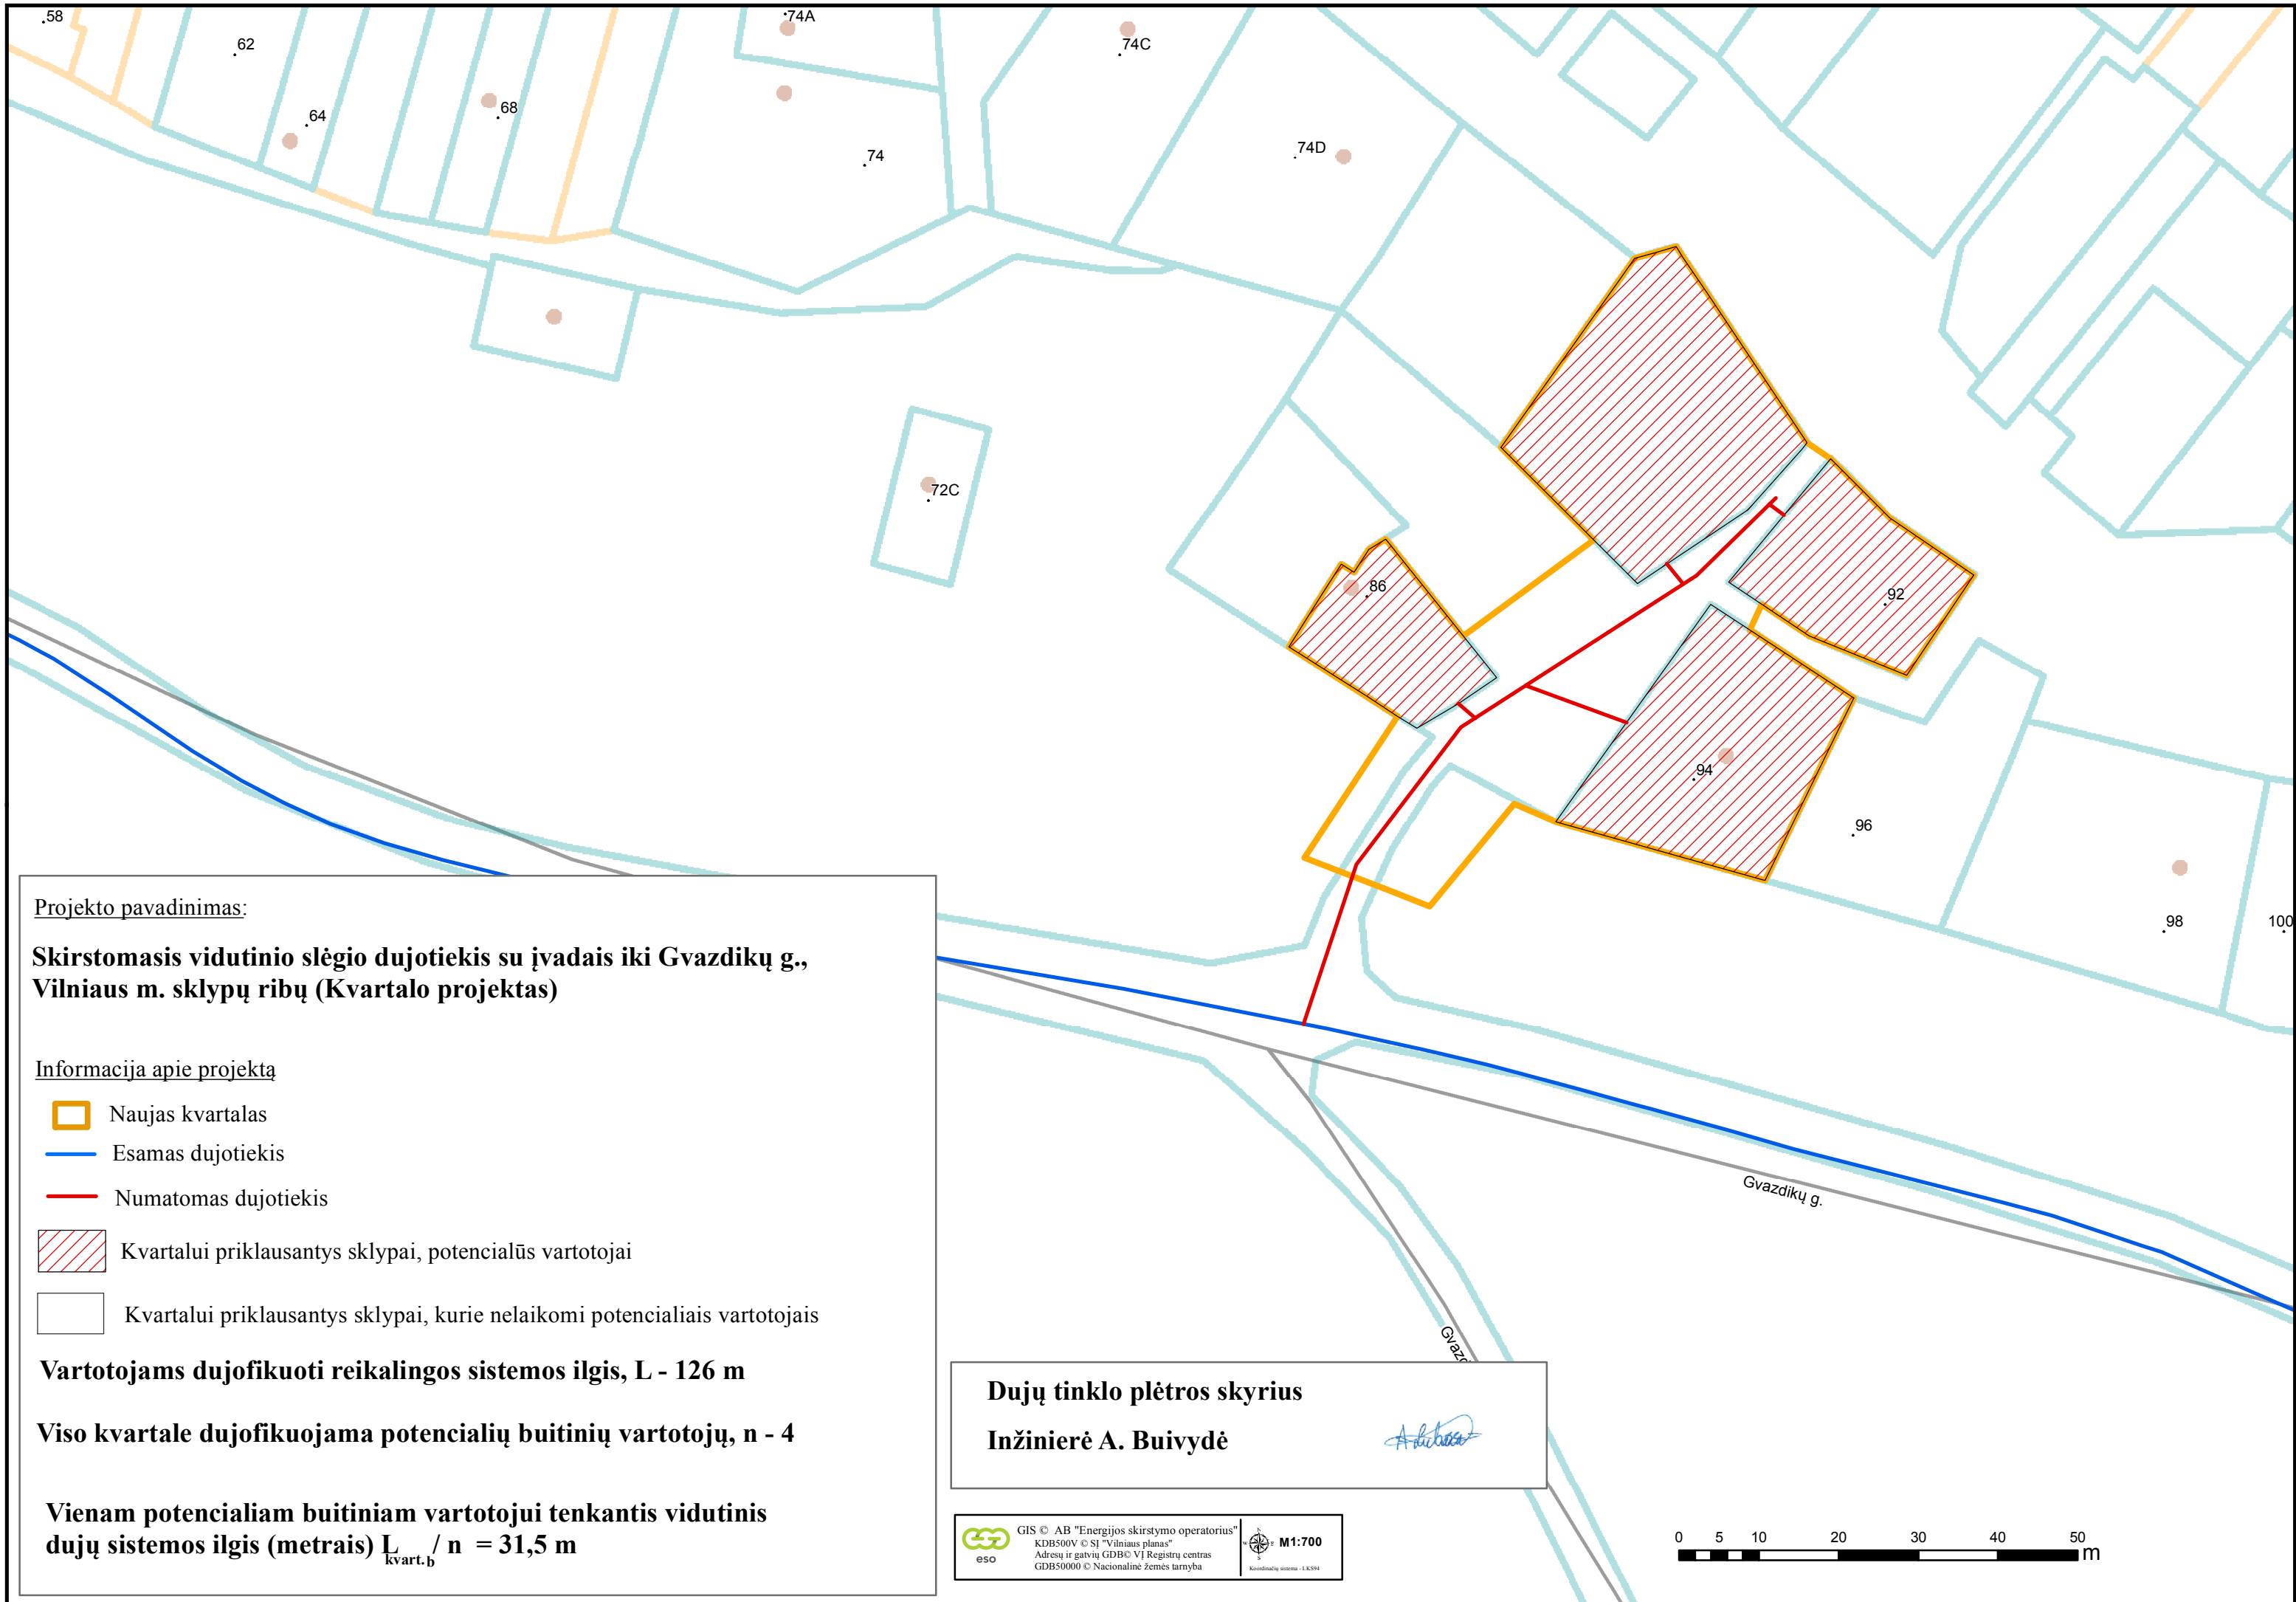 58
62
64
68
74A
74
74C
74D
72C
86
92
94
96
98
100
Gvazdikų g.
Gvazd
Projekto pavadinimas:
Skirstomasis vidutinio slėgio dujotiekis su įvadais iki Gvazdikų g.,
Vilniaus m. sklypų ribų (Kvartalo projektas)
Informacija apie projektą
Naujas kvartalas
Esamas dujotiekis
Numatomas dujotiekis
Kvartalui priklausantys sklypai, potencialūs vartotojai
Kvartalui priklausantys sklypai, kurie nelaikomi potencialiais vartotojais
Vartotojams dujofikuoti reikalingos sistemos ilgis, L - 126 m
Viso kvartale dujofikuojama potencialių buitinių vartotojų, n - 4
Vienam potencialiam buitiniam vartotojui tenkantis vidutinis
dujų sistemos ilgis (metrais) L kvart.b / n = 31,5 m
Dujų tinklo plėtros skyrius
Inžinierė A. Buivydė
eso
GIS © AB "Energijos skirstymo operatorius"
KDB500V © SĮ "Vilniaus planas"
Adresų ir gatvių GDB© VĮ Registrų centras
GDB50000 © Nacionalinė žemės tarnyba
M1:700
Koordinačių sistema - LKS94
0 5 10 20 30 40 50
m